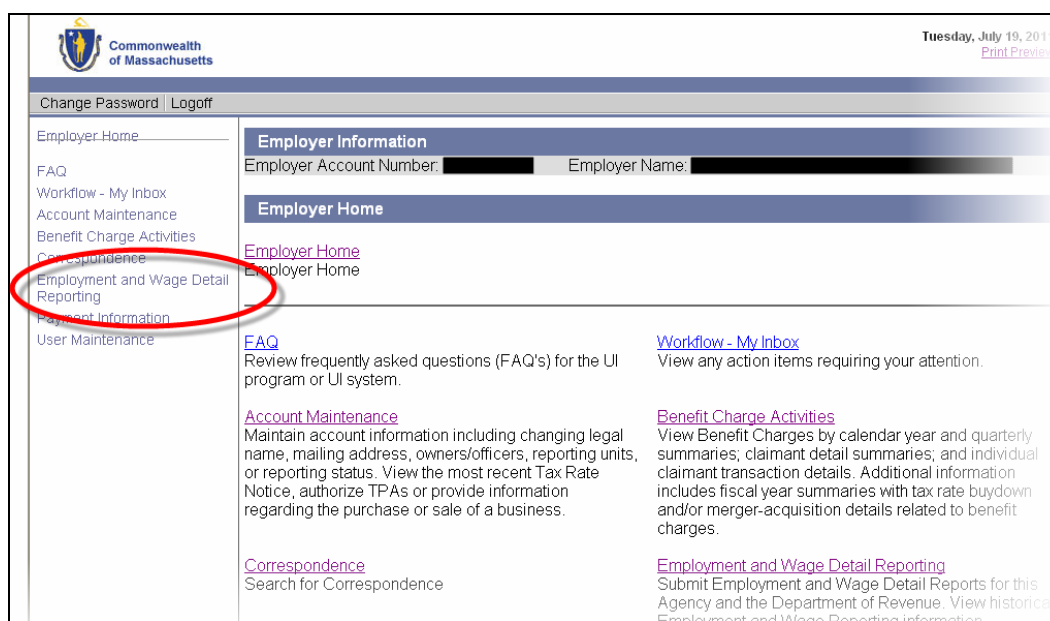 Commonwealth
of Massachusetts
Tuesday, July 19, 201
Print Preview
Change Password Logoff
Employer Home
FAQ
Workflow - My Inbox
Account Maintenance
Benefit Charge Activities
Correspondence
Employment and Wage Detail
Reporting
Payment Information
User Maintenance
Employer Information
Employer Account Number: Employer Name:
Employer Home
Employer Home
Employer Home
FAQ
Review frequently asked questions (FAQ's) for the UI
program or UI system.
Workflow - My Inbox
View any action items requiring your attention.
Account Maintenance
Maintain account information including changing legal
name, mailing address, owners/officers, reporting units,
or reporting status. View the most recent Tax Rate
Notice, authorize TPAs or provide information
regarding the purchase or sale of a business.
Benefit Charge Activities
View Benefit Charges by calendar year and quarterly
summaries; claimant detail summaries; and individual
claimant transaction details. Additional information
includes fiscal year summaries with tax rate buydown
and/or merger-acquisition details related to benefit
charges.
Correspondence
Search for Correspondence
Employment and Wage Detail Reporting
Submit Employment and Wage Detail Reports for this
Agency and the Department of Revenue. View historica
Employment and Wage Reporting information